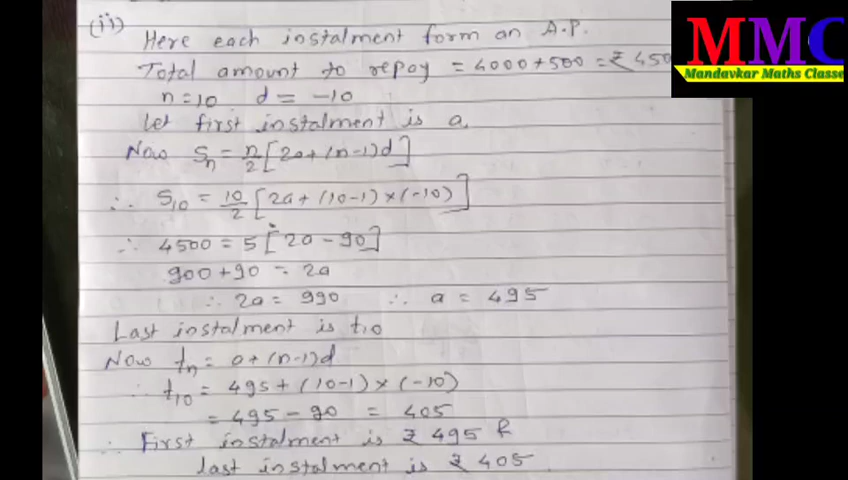 (ii)
Here each instalment form an A.P.
Total amount to repay = 4000 + 500 = ₹ 450
n = 10 d = -10
Let first instalment is a
Now Sn = n/2 [2a + (n-1)d]
∴ S10 = 10/2 [2a + (10-1) × (-10)]
∴ 4500 = 5 [2a - 90]
900 + 90 = 2a
∴ 2a = 990 ∴ a = 495
Last instalment is t10
Now tn = a + (n-1)d
∴ t10 = 495 + (10-1) × (-10)
= 495 - 90 = 405
∴ First instalment is ₹ 495 &
last instalment is ₹ 405
MMC
Mandavkar Maths Classe